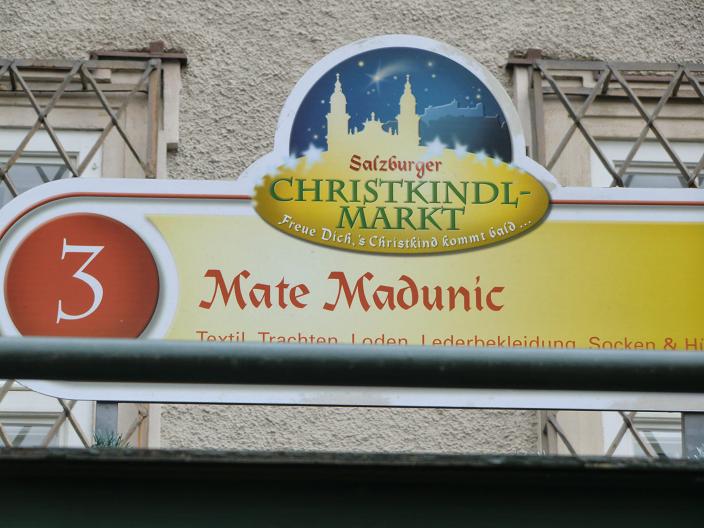 Salzburger
CHRISTKINDL-
MARKT
Freue Dich,'s Christkind kommt bald ...
3
Mate Madunic
Textil, Trachten, Loden, Lederbekleidung, Socken &